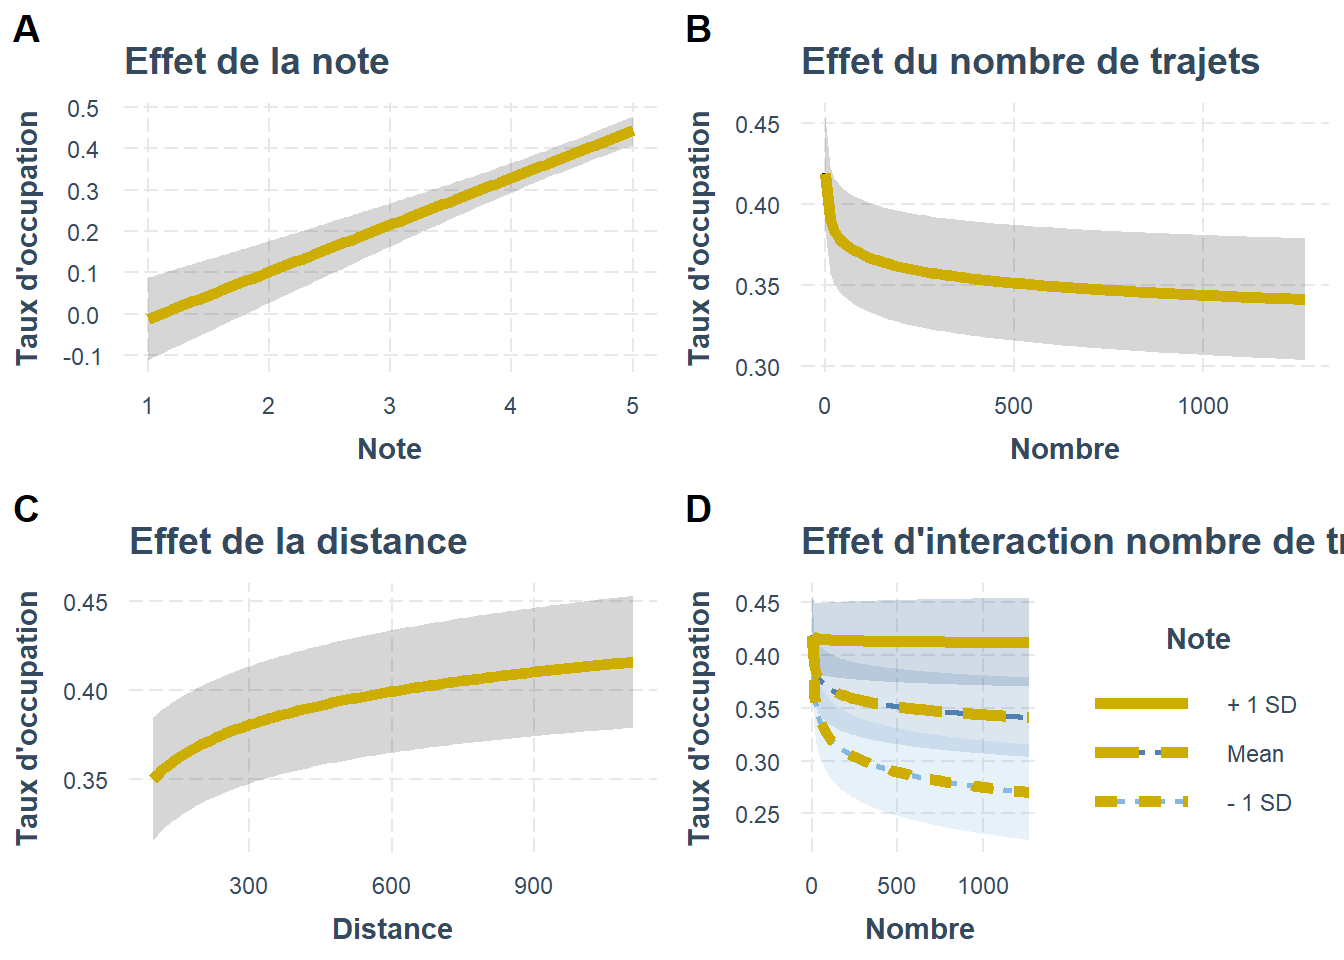 A
Effet de la note
Taux d'occupation
0.5
0.4
0.3
0.2
0.1
0.0
-0.1
1 2 3 4 5
Note
B
Effet du nombre de trajets
Taux d'occupation
0.45
0.40
0.35
0.30
0 500 1000
Nombre
C
Effet de la distance
Taux d'occupation
0.45
0.40
0.35
300 600 900
Distance
D
Effet d'interaction nombre de tr
Taux d'occupation
0.45
0.40
0.35
0.30
0.25
0 500 1000
Nombre
Note
+ 1 SD
Mean
- 1 SD